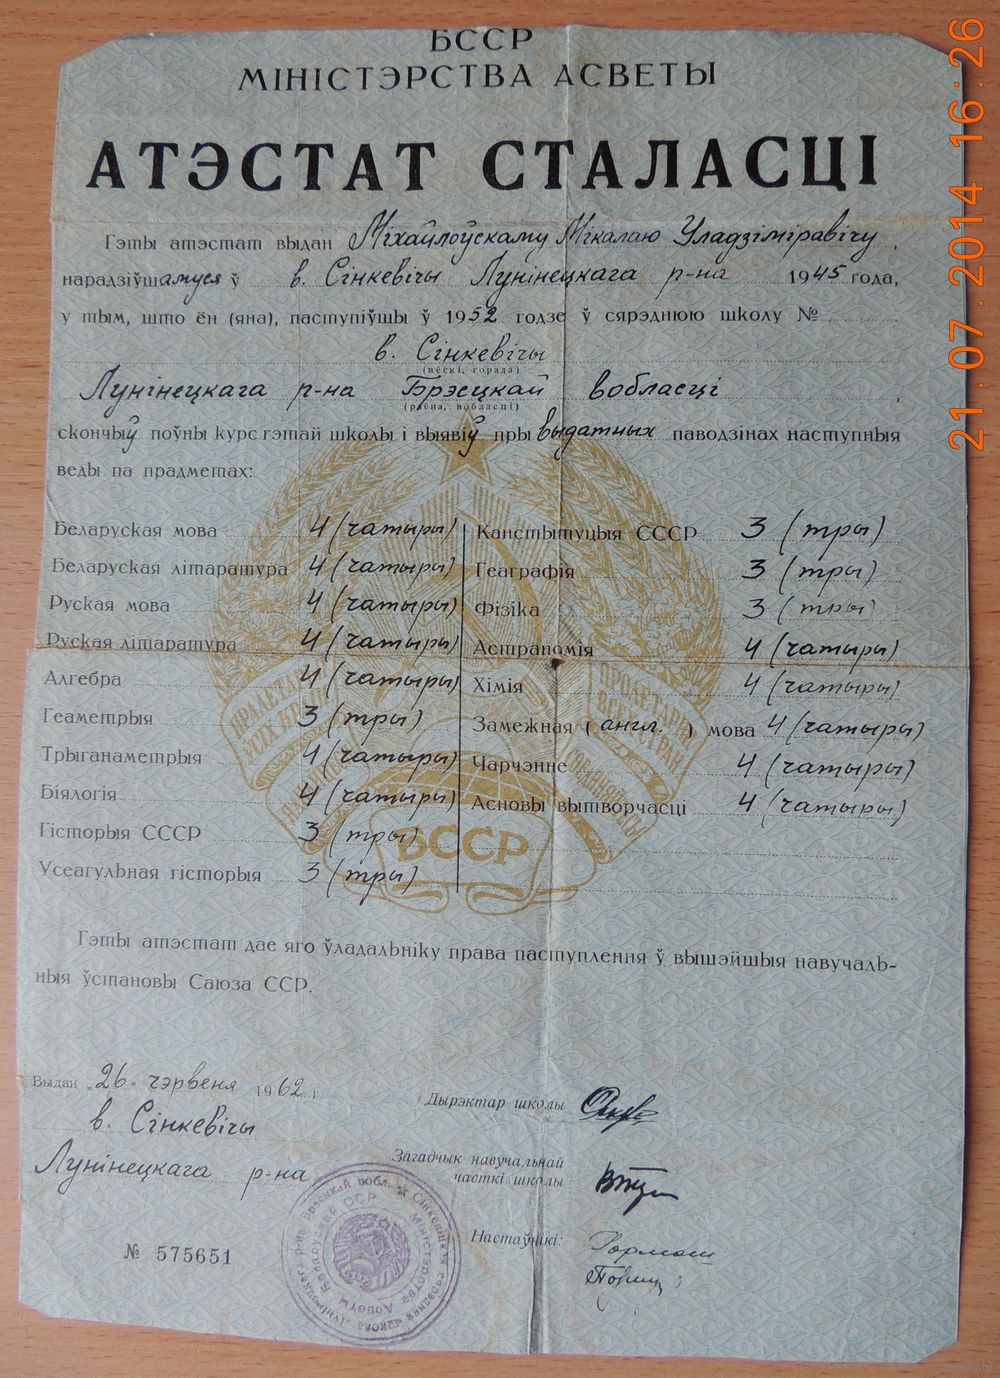 БССР
МІНІСТЭРСТВА АСВЕТЫ
АТЭСТАТ СТАЛАСЦІ
Гэты атэстат выдан Міхайлоўскаму Мікалаю Уладзіміравічу,
нарадзіўшамуся ў в. Сінкевічы Лунінецкага р-на 1945 года,
у тым, што ён (яна), паступіўшы ў 1952 годзе ў сярэднюю школу №
в. Сінкевічы
(вёскі, горада)
Лунінецкага р-на Брэсцкай вобласці,
(раёна, вобласці)
скончыў поўны курс гэтай школы і выявіў пры выдатных паводзінах наступныя
веды па прадметах:
Беларуская мова 4 (чатыры)
Беларуская літаратура 4 (чатыры)
Руская мова 4 (чатыры)
Руская літаратура 4 (чатыры)
Алгебра 4 (чатыры)
Геаметрыя 3 (тры)
Трыганаметрыя 4 (чатыры)
Біялогія 4 (чатыры)
Гісторыя СССР 3 (тры)
Усеагульная гісторыя 3 (тры)
Канстытуцыя СССР 3 (тры)
Геаграфія 3 (тры)
Фізіка 3 (тры)
Астраномія 4 (чатыры)
Хімія 4 (чатыры)
Замежная (англ.) мова 4 (чатыры)
Чарчэнне 4 (чатыры)
Асновы вытворчасці 4 (чатыры)
БССР
Гэты атэстат дае яго ўладальніку права паступлення ў вышэйшыя навучаль-
ныя ўстановы Саюза ССР.
Выдан „26" чэрвеня 1962 г.
в. Сінкевічы
Лунінецкага р-на
Дырэктар школы
Загадчык навучальнай
часткі школы
Настаўнікі:
№ 575651
21.07.2014 16:26